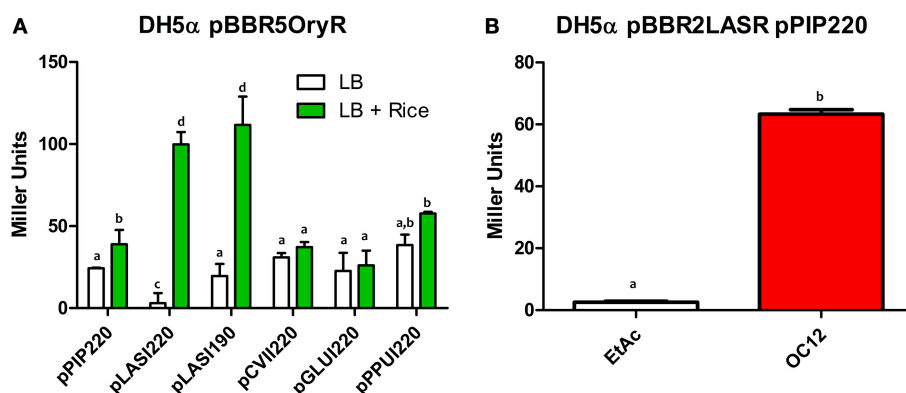 A
DH5α pBBR5OryR
Miller Units
150
100
50
0
LB
LB + Rice
a
b
c
d
a
d
a
a
a
a
a,b
b
pPIP220
pLASI220
pLASI190
pCVII220
pGLUI220
pPPUI220
B
DH5α pBBR2LASR pPIP220
Miller Units
80
60
40
20
0
a
b
EtAc
OC12